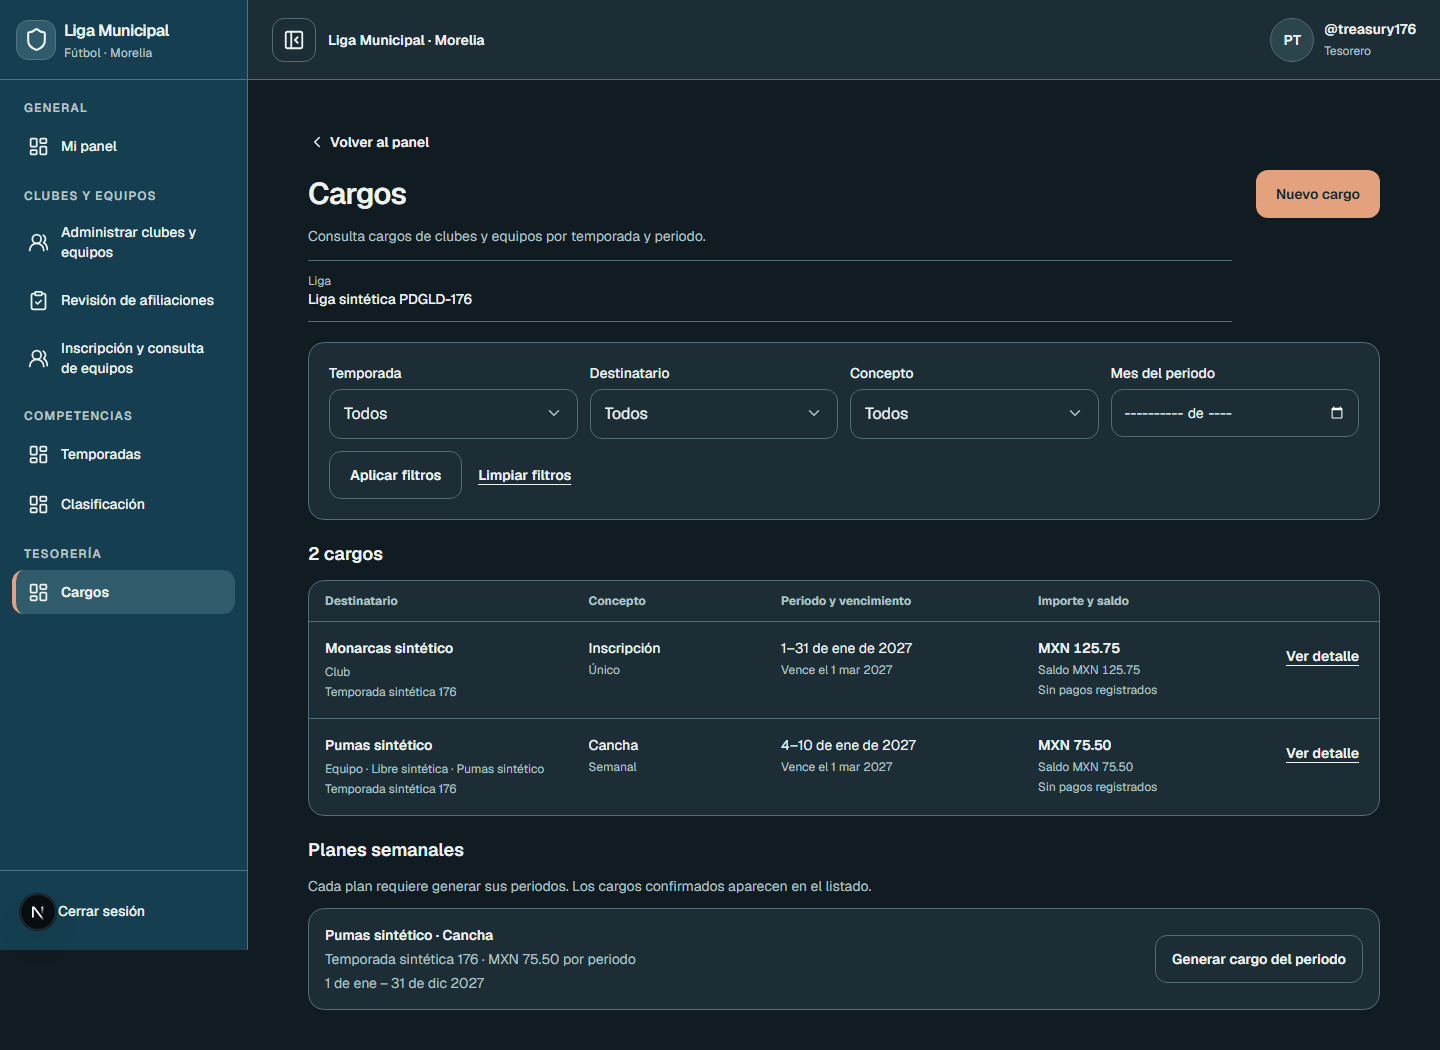 Liga Municipal
Fútbol · Morelia
Liga Municipal · Morelia
PT
@treasury176
Tesorero
GENERAL
Mi panel
CLUBES Y EQUIPOS
Administrar clubes y
equipos
Revisión de afiliaciones
Inscripción y consulta
de equipos
COMPETENCIAS
Temporadas
Clasificación
TESORERÍA
Cargos
N
Cerrar sesión
Volver al panel
Cargos
Nuevo cargo
Consulta cargos de clubes y equipos por temporada y periodo.
Liga
Liga sintética PDGLD-176
Temporada Destinatario Concepto Mes del periodo
Todos Todos Todos ---------- de ----
Aplicar filtros Limpiar filtros
2 cargos
Destinatario Concepto Periodo y vencimiento Importe y saldo
Monarcas sintético Inscripción 1–31 de ene de 2027 MXN 125.75 Ver detalle
Club Único Vence el 1 mar 2027 Saldo MXN 125.75
Temporada sintética 176 Sin pagos registrados
Pumas sintético Cancha 4–10 de ene de 2027 MXN 75.50 Ver detalle
Equipo · Libre sintética · Pumas sintético Semanal Vence el 1 mar 2027 Saldo MXN 75.50
Temporada sintética 176 Sin pagos registrados
Planes semanales
Cada plan requiere generar sus periodos. Los cargos confirmados aparecen en el listado.
Pumas sintético · Cancha
Temporada sintética 176 · MXN 75.50 por periodo
1 de ene – 31 de dic 2027
Generar cargo del periodo